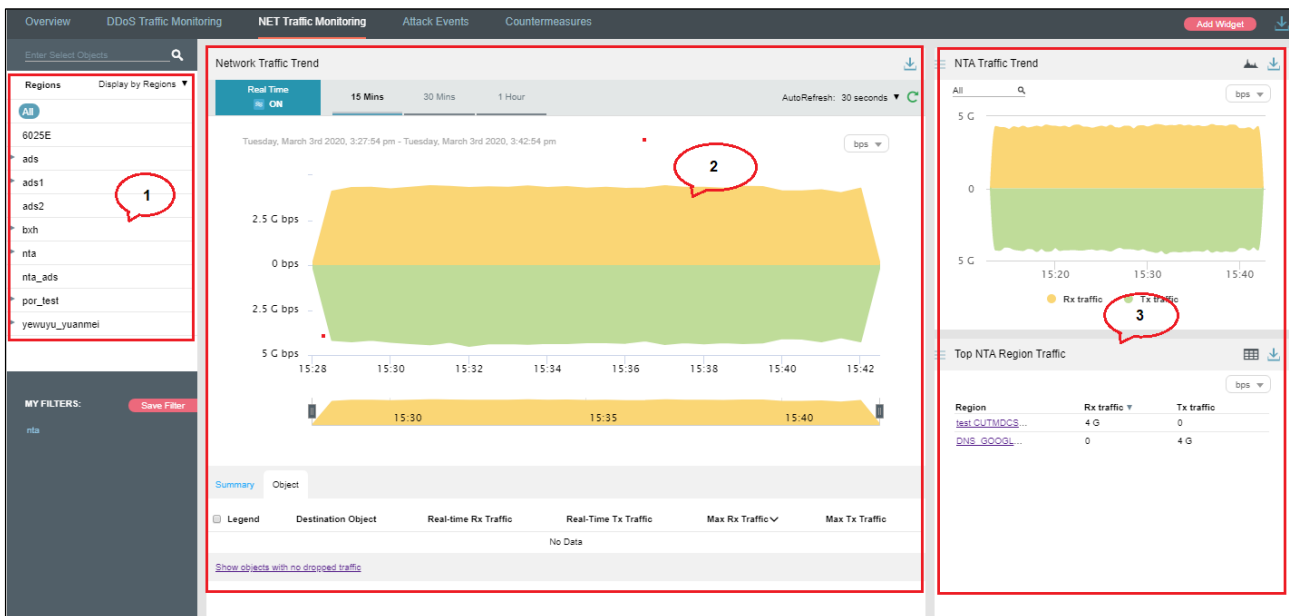 Overview DDoS Traffic Monitoring NET Traffic Monitoring Attack Events Countermeasures Add Widget
Enter Select Objects
Regions Display by Regions
All
6025E
ads
ads1
ads2
bxh
nta
nta_ads
por_test
yewuyu_yuanmei
1
MY FILTERS: Save Filter
nta
Network Traffic Trend
Real Time
ON
15 Mins 30 Mins 1 Hour AutoRefresh: 30 seconds
Tuesday, March 3rd 2020, 3:27:54 pm - Tuesday, March 3rd 2020, 3:42:54 pm
bps
2
2.5 G bps
0 bps
2.5 G bps
5 G bps
15:28 15:30 15:32 15:34 15:36 15:38 15:40 15:42
15:30 15:35 15:40
Summary Object
Legend Destination Object Real-time Rx Traffic Real-Time Tx Traffic Max Rx Traffic Max Tx Traffic
No Data
Show objects with no dropped traffic
NTA Traffic Trend
All
bps
5 G
0
5 G
15:20 15:30 15:40
Rx traffic Tx traffic
3
Top NTA Region Traffic
bps
Region Rx traffic Tx traffic
test CUTMDCS... 4 G 0
DNS_GOOGL... 0 4 G